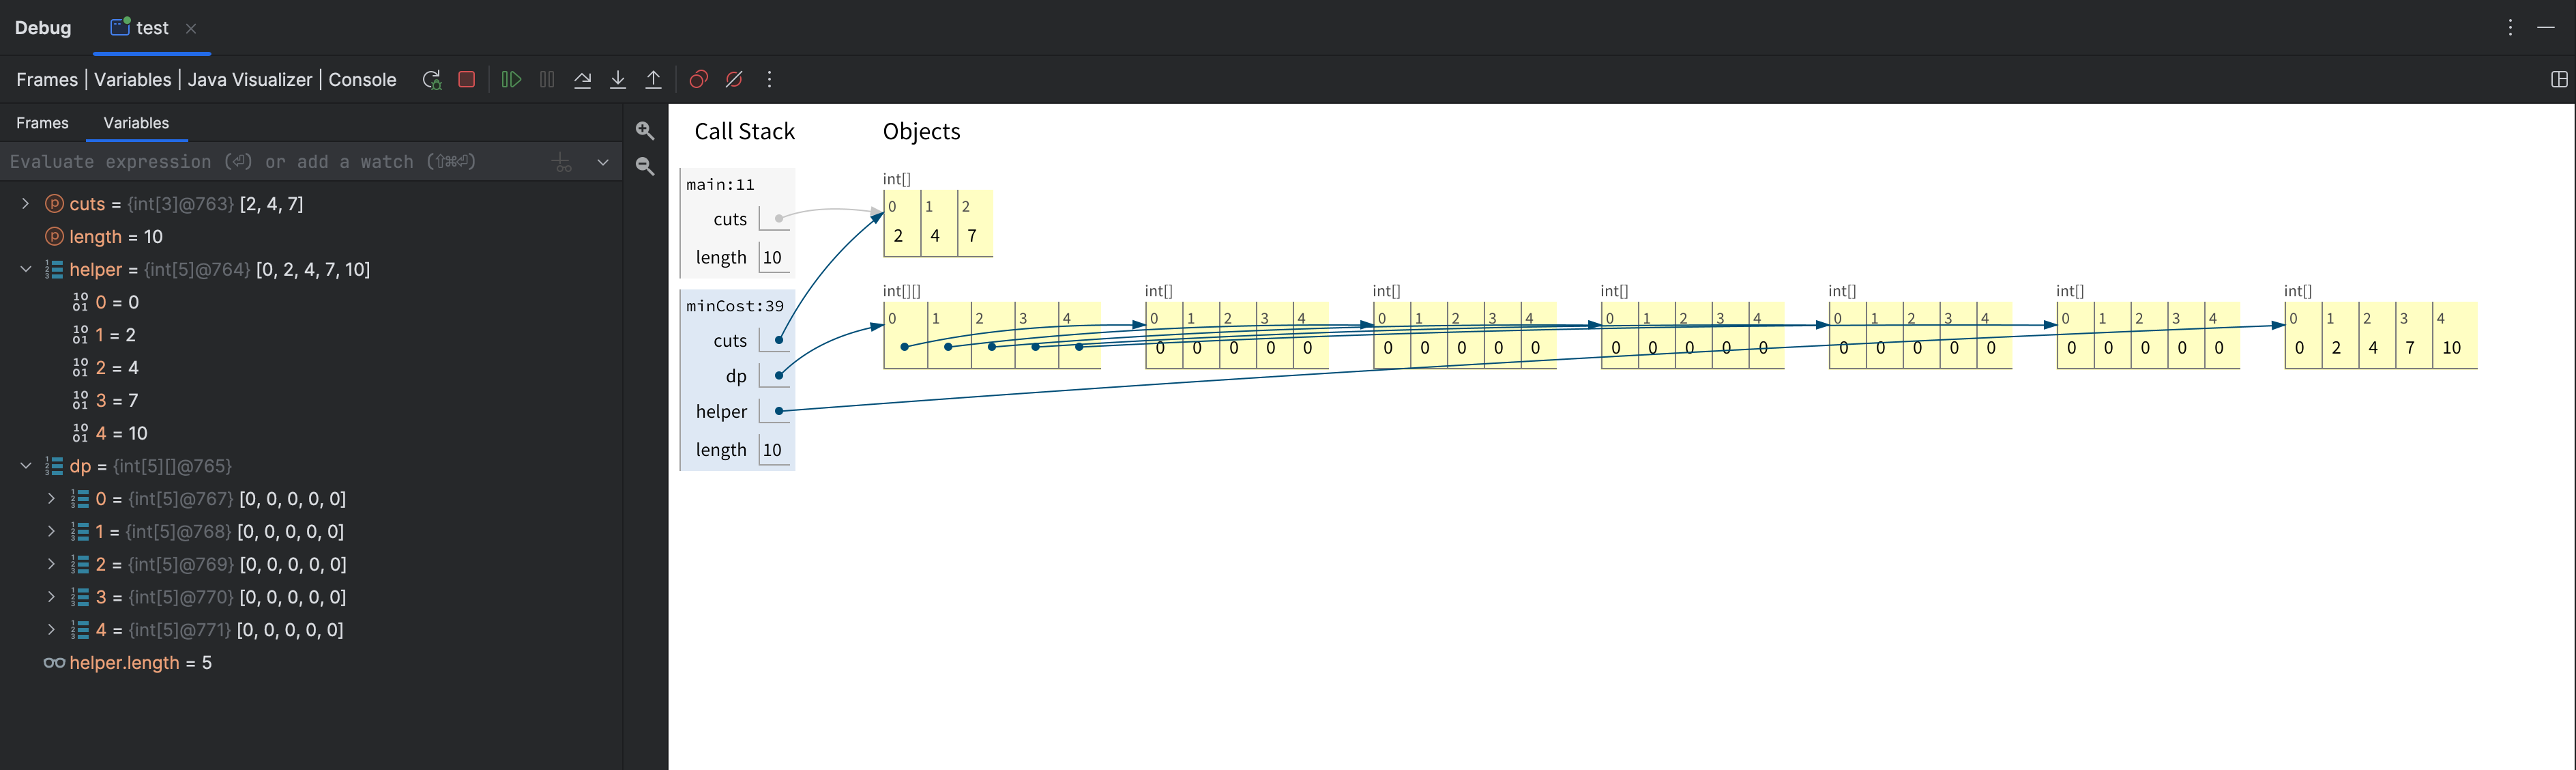 Debug test
Frames | Variables | Java Visualizer | Console
Frames Variables
Evaluate expression (⏎) or add a watch (⇧⌘⏎)
cuts = {int[3]@763} [2, 4, 7]
length = 10
helper = {int[5]@764} [0, 2, 4, 7, 10]
0 = 0
1 = 2
2 = 4
3 = 7
4 = 10
dp = {int[5][]@765}
0 = {int[5]@767} [0, 0, 0, 0, 0]
1 = {int[5]@768} [0, 0, 0, 0, 0]
2 = {int[5]@769} [0, 0, 0, 0, 0]
3 = {int[5]@770} [0, 0, 0, 0, 0]
4 = {int[5]@771} [0, 0, 0, 0, 0]
helper.length = 5
Call Stack Objects
main:11
cuts
length 10
minCost:39
cuts
dp
helper
length 10
int[]
0 1 2
2 4 7
int[][]
0 1 2 3 4
int[]
0 1 2 3 4
0 0 0 0 0
int[]
0 1 2 3 4
0 0 0 0 0
int[]
0 1 2 3 4
0 0 0 0 0
int[]
0 1 2 3 4
0 0 0 0 0
int[]
0 1 2 3 4
0 0 0 0 0
int[]
0 1 2 3 4
0 2 4 7 10